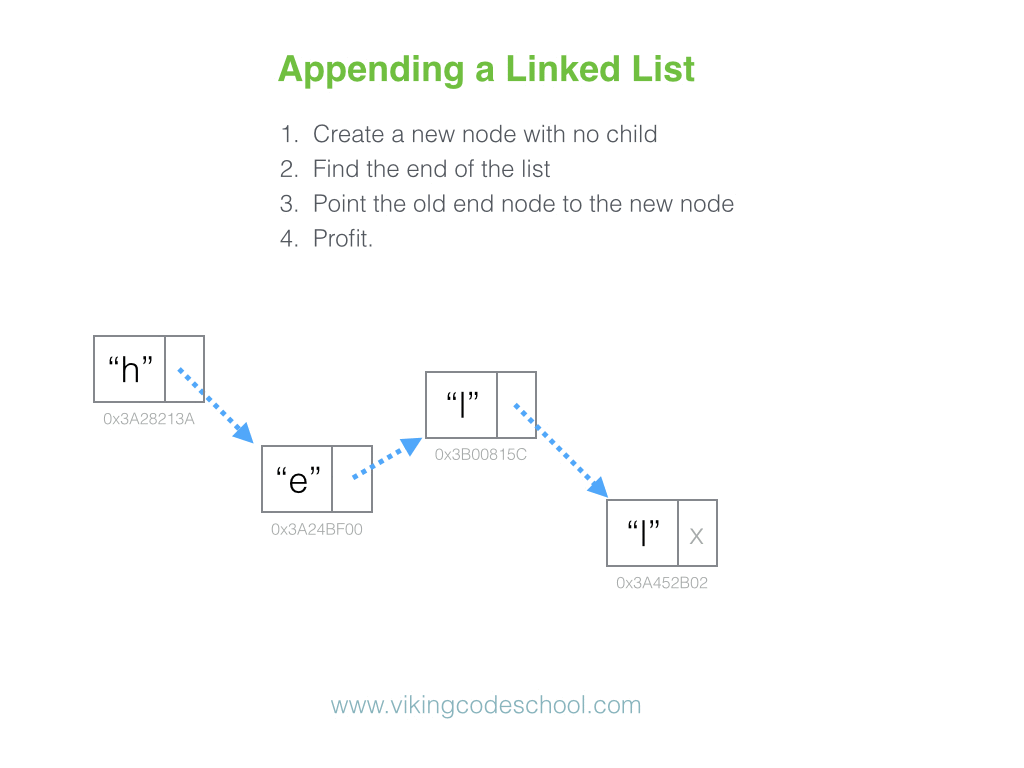 Appending a Linked List
1. Create a new node with no child
2. Find the end of the list
3. Point the old end node to the new node
4. Profit.
“h”
0x3A28213A
“e”
0x3A24BF00
“l”
0x3B00815C
“l”
x
0x3A452B02
www.vikingcodeschool.com